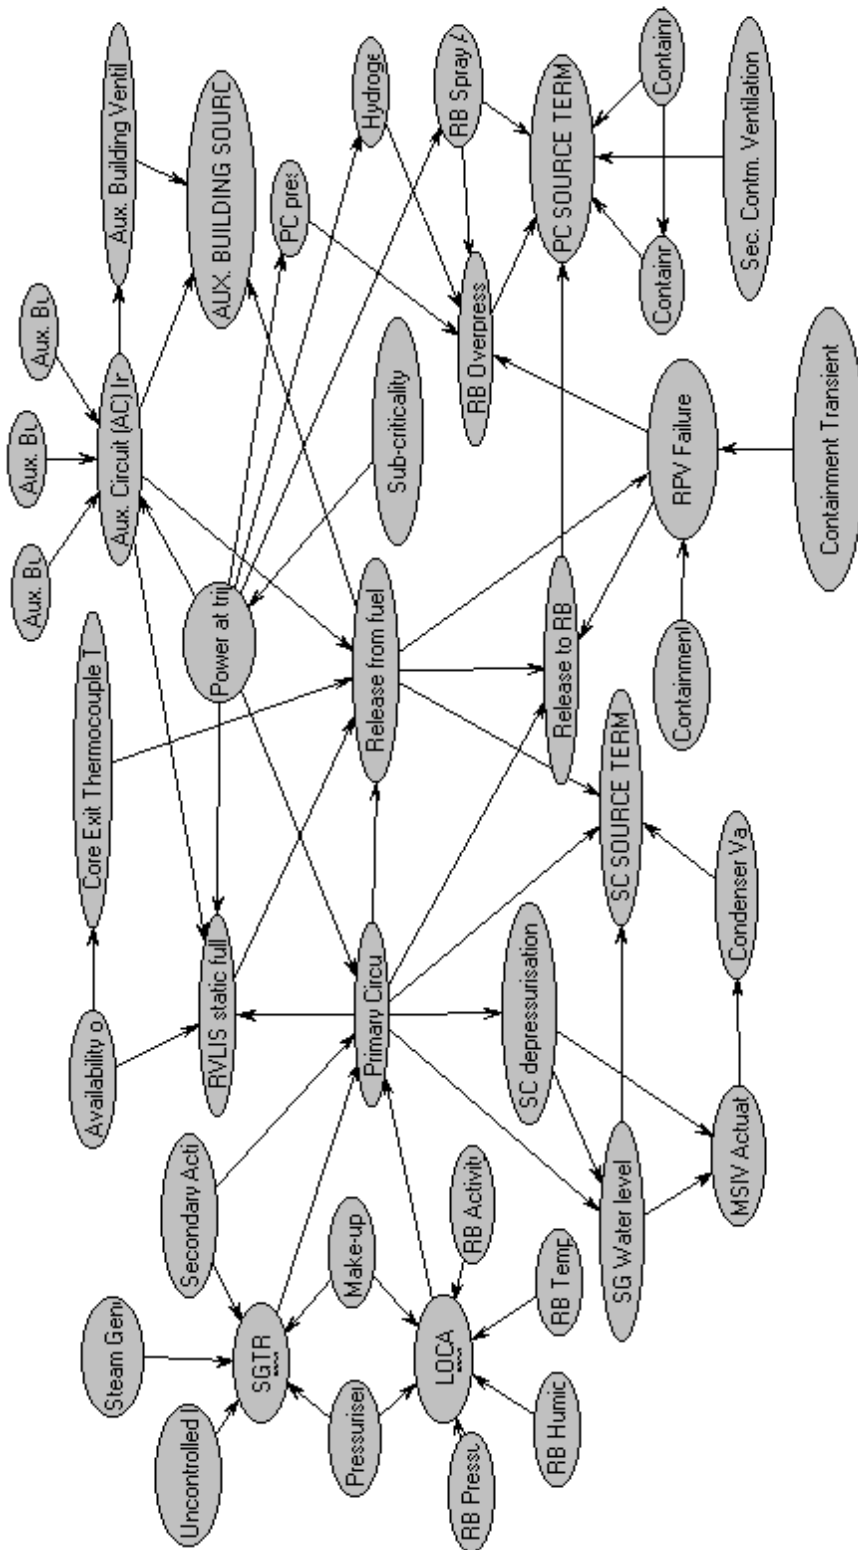 Aux. Bu
Aux. Bu
Aux. Bu
Steam Gen
Availability o
Core Exit Thermocouple T
Aux. Circuit (AC) Ir
Aux. Building Ventil
Uncontrolled I
Secondary Acti
RVLIS static full
Power at trip
AUX. BUILDING SOURC
SGTR
PC pres
Pressuriser
Make-up
Primary Circu
Release from fuel
Sub-criticality
Hydroge
LOCA
RB Pressu
RB Activity
RB Overpress
RB Spray A
RB Humic
RB Temp
SC depressurisation
Release to RB
PC SOURCE TERM
SG Water level
SC SOURCE TERM
Containment
RPV Failure
Containr
Containr
MSIV Actuat
Condenser Va
Containment Transient
Sec. Contm. Ventilation